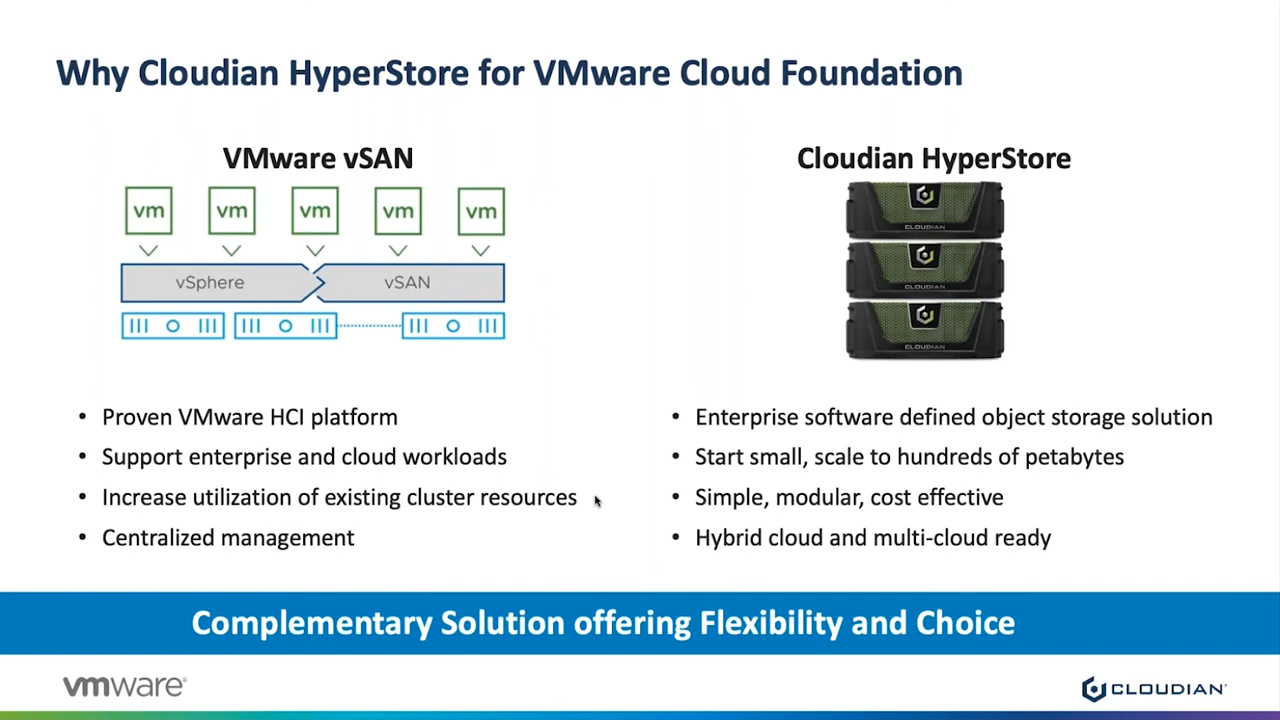 Why Cloudian HyperStore for VMware Cloud Foundation
VMware vSAN
vm vm vm vm vm
vSphere vSAN
• Proven VMware HCI platform
• Support enterprise and cloud workloads
• Increase utilization of existing cluster resources
• Centralized management
Cloudian HyperStore
CLOUDIAN
CLOUDIAN
CLOUDIAN
• Enterprise software defined object storage solution
• Start small, scale to hundreds of petabytes
• Simple, modular, cost effective
• Hybrid cloud and multi-cloud ready
Complementary Solution offering Flexibility and Choice
vmware®
CLOUDIAN®